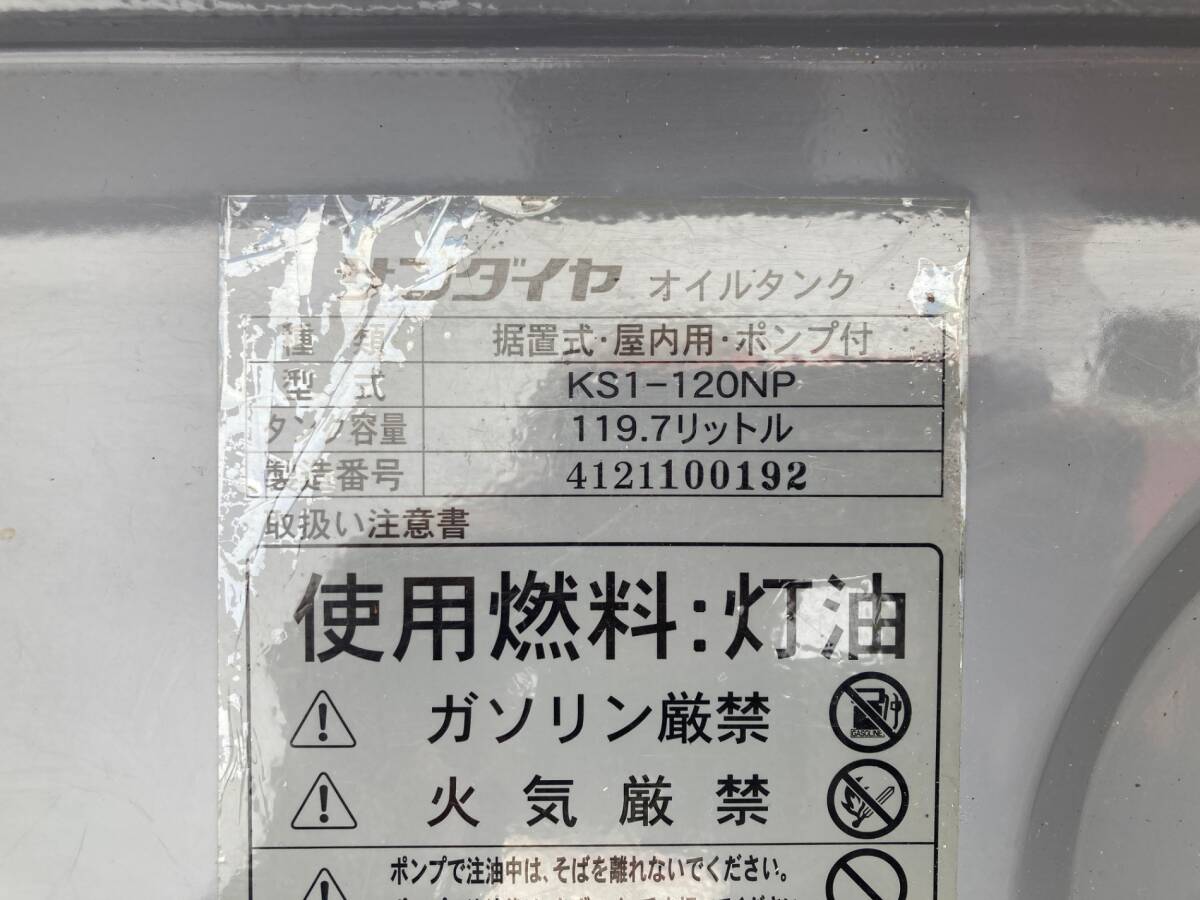 サンダイヤ オイルタンク
種 類 据置式・屋内用・ポンプ付
型 式 KS1-120NP
タンク容量 119.7リットル
製造番号 4121100192
取扱い注意書
使用燃料:灯油
ガソリン厳禁
GASOLINE
火気厳禁
ポンプで注油中は、そばを離れないでください。